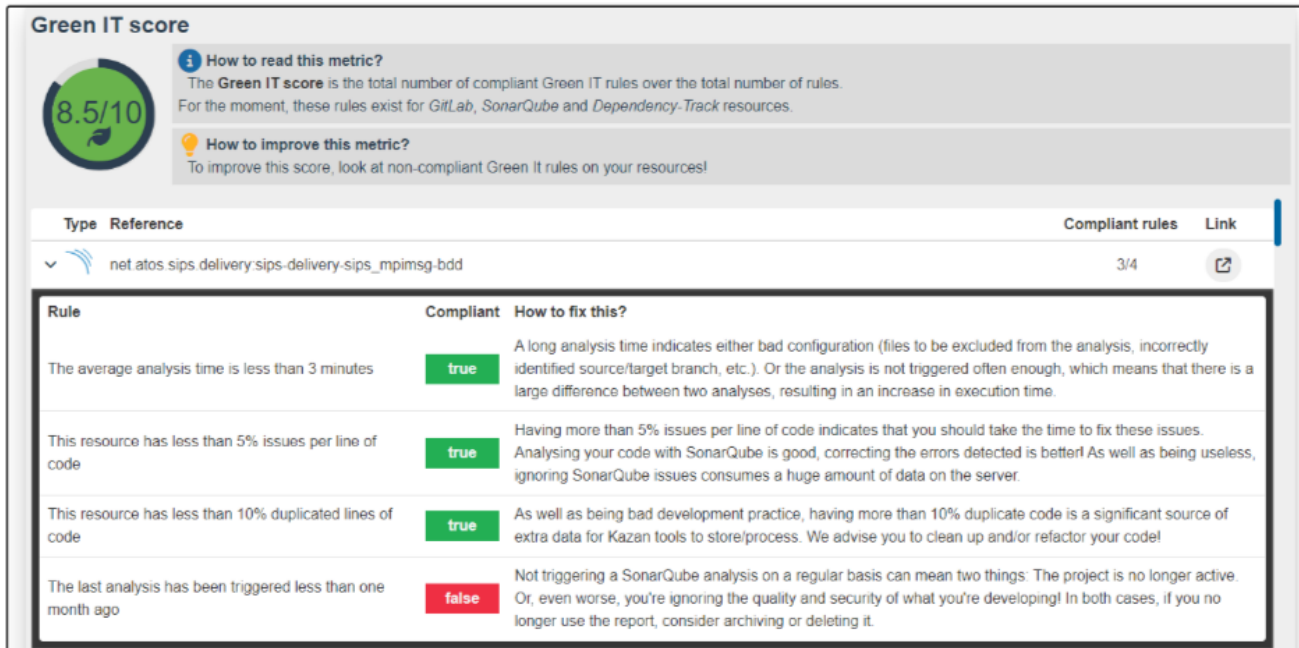 Green IT score
8.5/10
How to read this metric?
The Green IT score is the total number of compliant Green IT rules over the total number of rules.
For the moment, these rules exist for GitLab, SonarQube and Dependency-Track resources.
How to improve this metric?
To improve this score, look at non-compliant Green It rules on your resources!
Type Reference Compliant rules Link
net.atos.sips.delivery:sips-delivery-sips_mpimsg-bdd 3/4
Rule Compliant How to fix this?
The average analysis time is less than 3 minutes
true
A long analysis time indicates either bad configuration (files to be excluded from the analysis, incorrectly
identified source/target branch, etc.). Or the analysis is not triggered often enough, which means that there is a
large difference between two analyses, resulting in an increase in execution time.
This resource has less than 5% issues per line of
code
true
Having more than 5% issues per line of code indicates that you should take the time to fix these issues.
Analysing your code with SonarQube is good, correcting the errors detected is better! As well as being useless,
ignoring SonarQube issues consumes a huge amount of data on the server.
This resource has less than 10% duplicated lines of
code
true
As well as being bad development practice, having more than 10% duplicate code is a significant source of
extra data for Kazan tools to store/process. We advise you to clean up and/or refactor your code!
The last analysis has been triggered less than one
month ago
false
Not triggering a SonarQube analysis on a regular basis can mean two things: The project is no longer active.
Or, even worse, you're ignoring the quality and security of what you're developing! In both cases, if you no
longer use the report, consider archiving or deleting it.